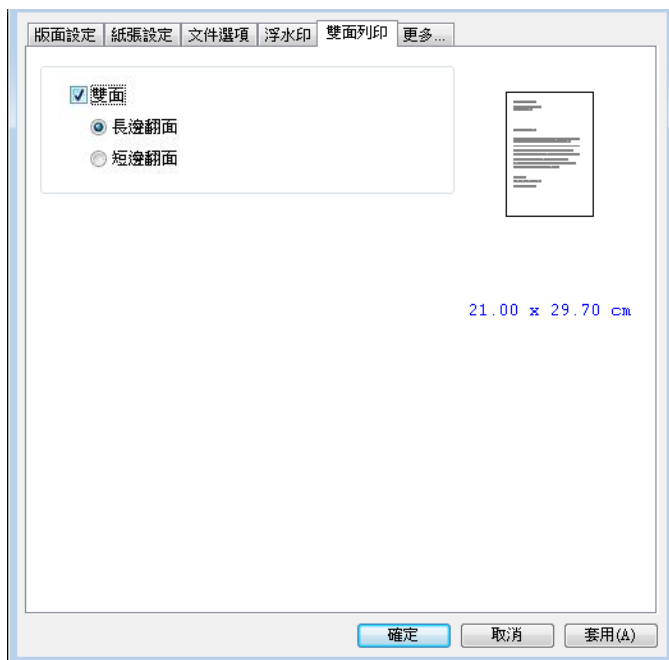 版面設定 紙張設定 文件選項 浮水印 雙面列印 更多...
雙面
長邊翻面
短邊翻面
21.00 x 29.70 cm
確定 取消 套用(A)